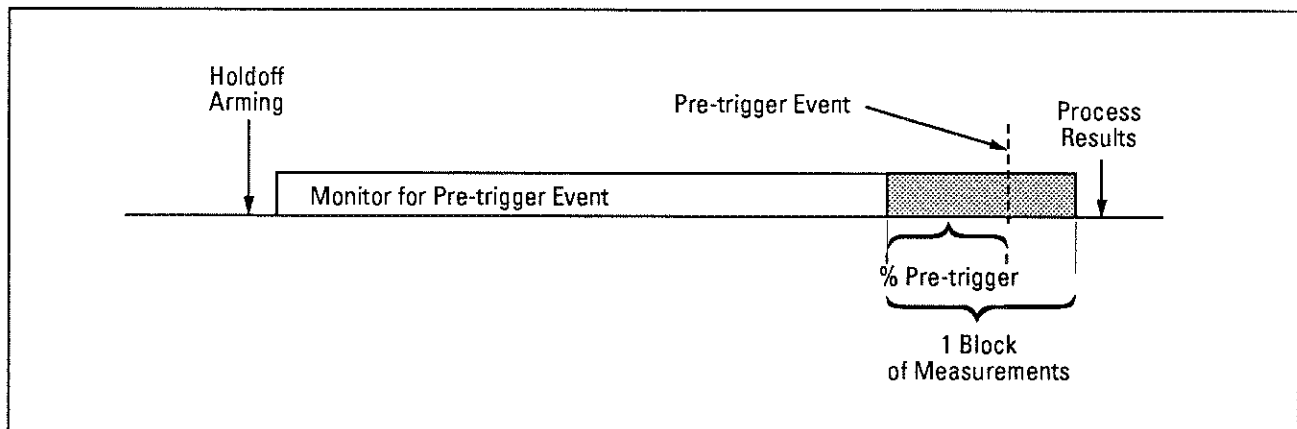 Holdoff
Arming
Pre-trigger Event
Process
Results
Monitor for Pre-trigger Event
% Pre-trigger
1 Block
of Measurements